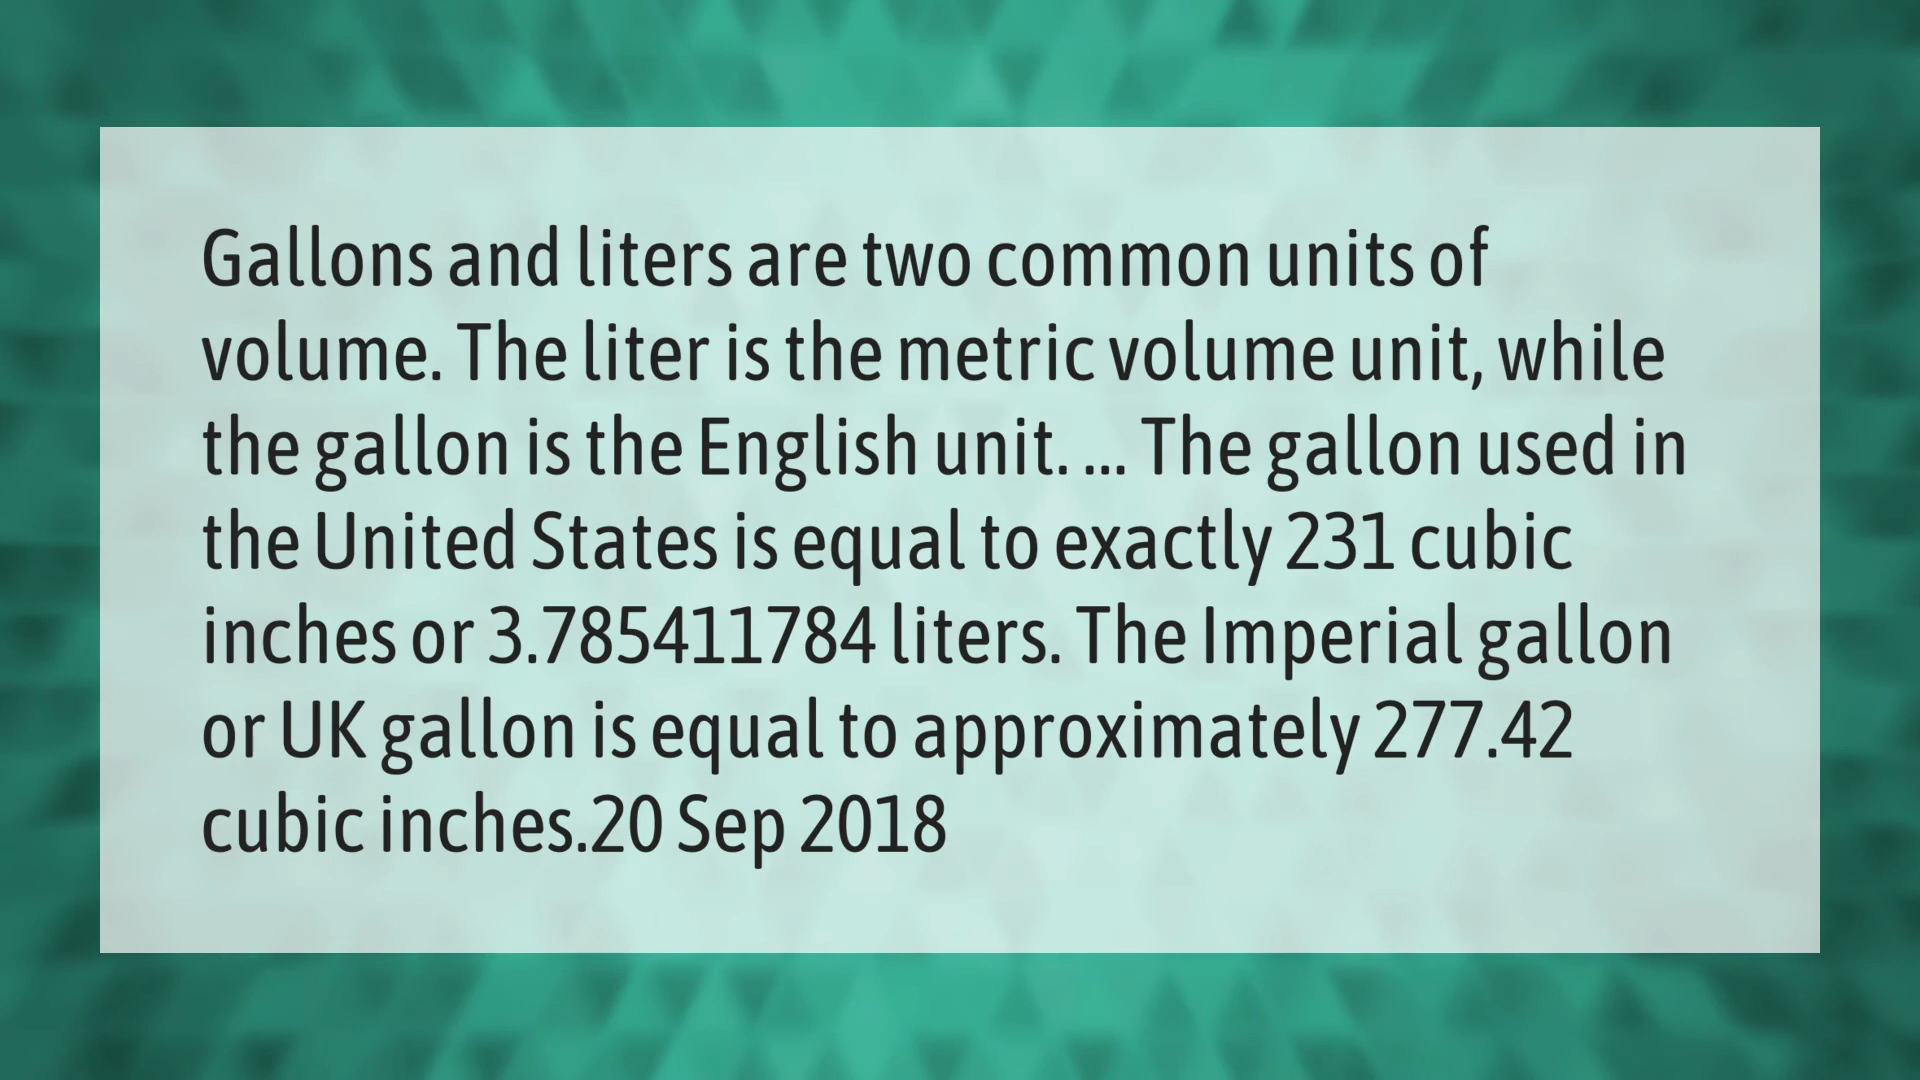 Gallons and liters are two common units of
volume. The liter is the metric volume unit, while
the gallon is the English unit. ... The gallon used in
the United States is equal to exactly 231 cubic
inches or 3.785411784 liters. The Imperial gallon
or UK gallon is equal to approximately 277.42
cubic inches.20 Sep 2018